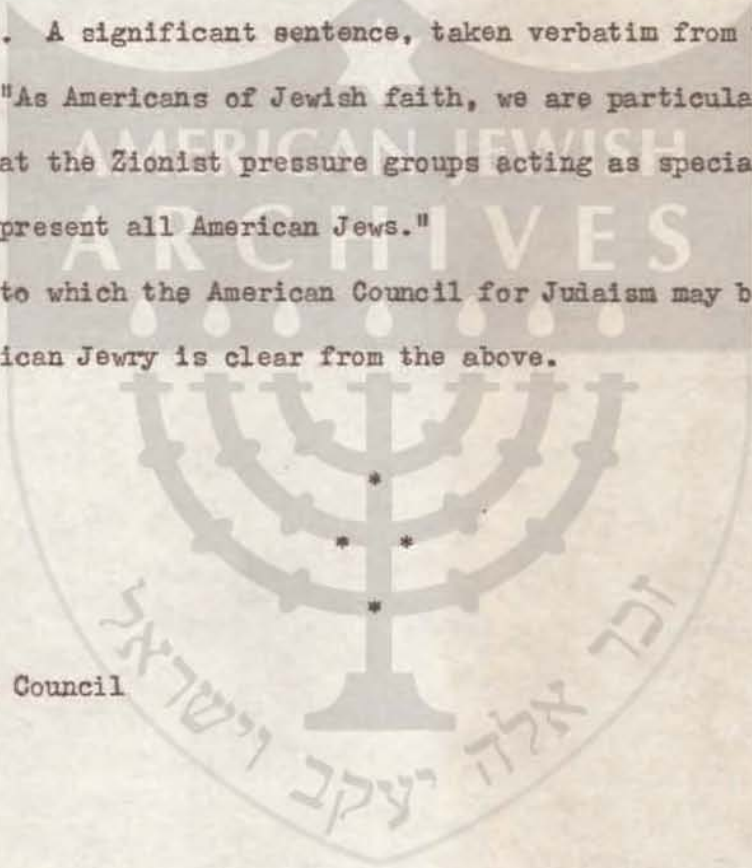 . A significant sentence, taken verbatim from
"As Americans of Jewish faith, we are particula
at the Zionist pressure groups acting as specia
present all American Jews."
to which the American Council for Judaism may b
ican Jewry is clear from the above.
*
* *
*
Council
AMERICAN JEWISH
ARCHIVES
זכר אלה יעקב וישראל